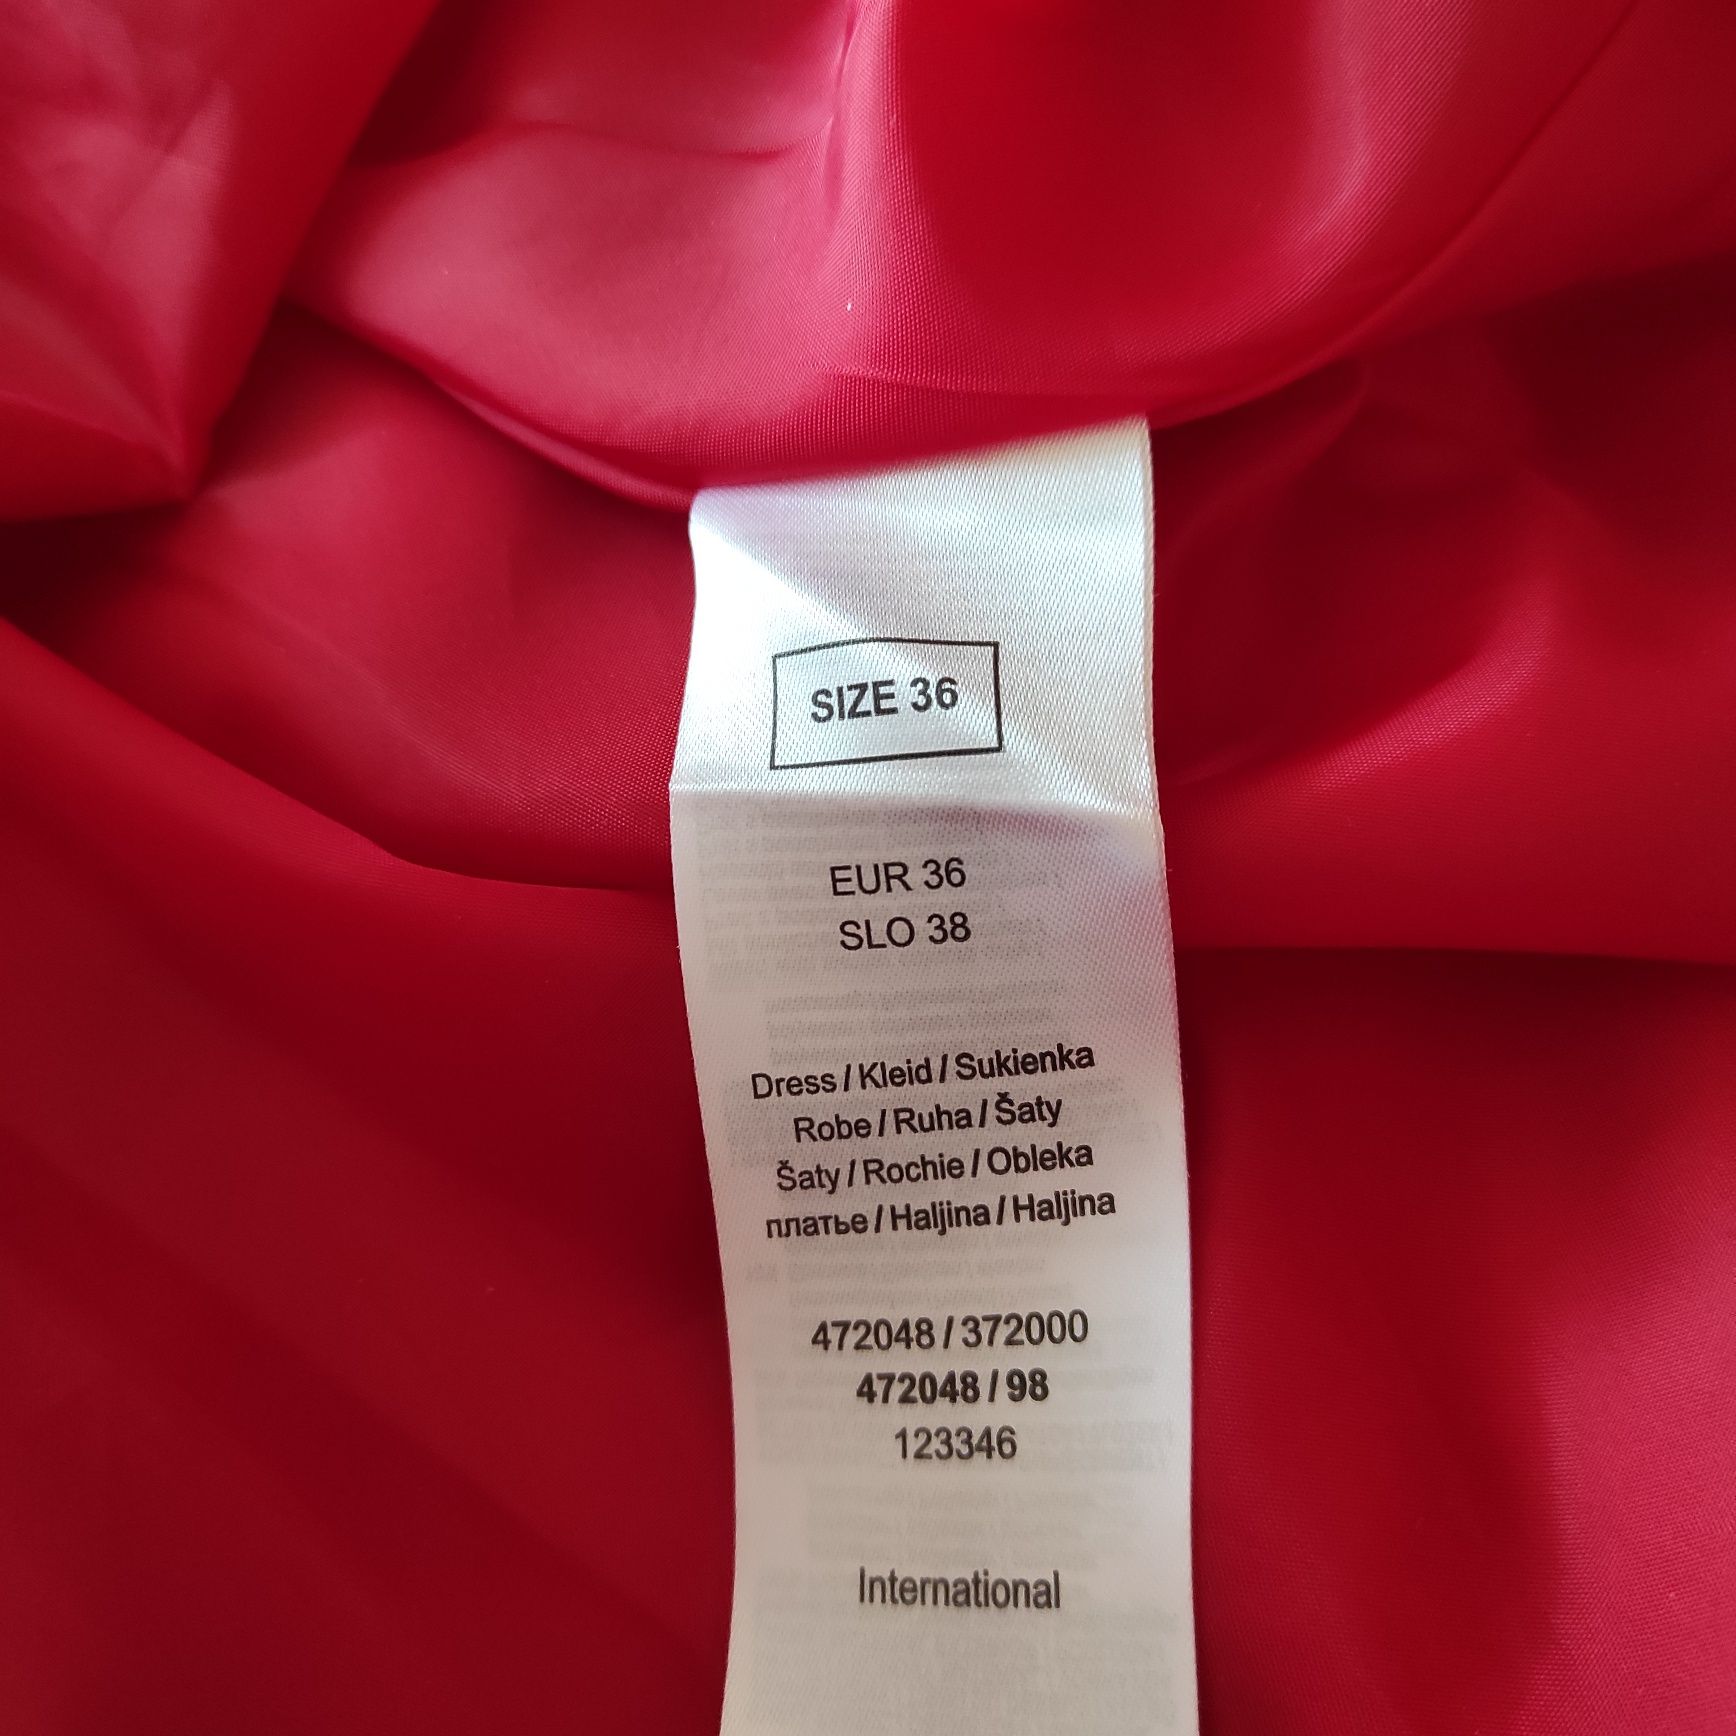 SIZE 36
EUR 36
SLO 38
Dress / Kleid / Sukienka
Robe / Ruha / Šaty
Šaty / Rochie / Obleka
платье / Haljina / Haljina
472048 / 372000
472048 / 98
123346
International